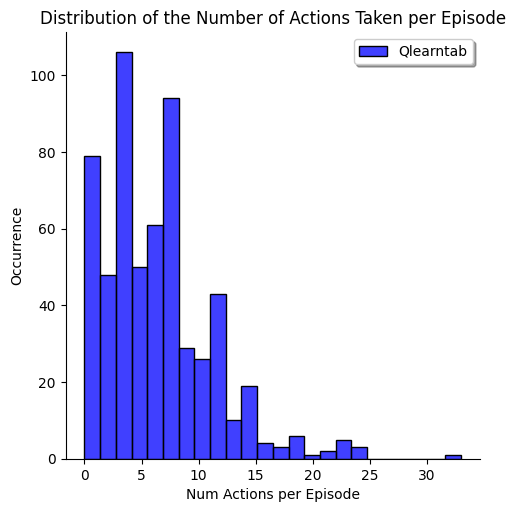 Distribution of the Number of Actions Taken per Episode
Qlearntab
100
80
60
40
20
0
Occurrence
0 5 10 15 20 25 30
Num Actions per Episode